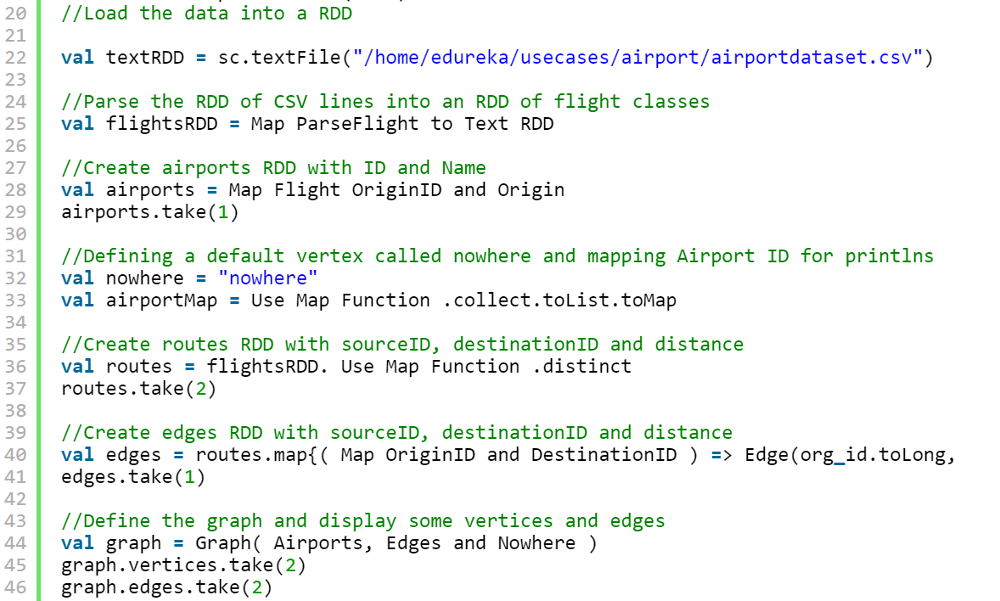 20 //Load the data into a RDD
21
22 val textRDD = sc.textFile("/home/edureka/usecases/airport/airportdataset.csv")
23
24 //Parse the RDD of CSV lines into an RDD of flight classes
25 val flightsRDD = Map ParseFlight to Text RDD
26
27 //Create airports RDD with ID and Name
28 val airports = Map Flight OriginID and Origin
29 airports.take(1)
30
31 //Defining a default vertex called nowhere and mapping Airport ID for printlns
32 val nowhere = "nowhere"
33 val airportMap = Use Map Function .collect.toList.toMap
34
35 //Create routes RDD with sourceID, destinationID and distance
36 val routes = flightsRDD. Use Map Function .distinct
37 routes.take(2)
38
39 //Create edges RDD with sourceID, destinationID and distance
40 val edges = routes.map{( Map OriginID and DestinationID ) => Edge(org_id.toLong,
41 edges.take(1)
42
43 //Define the graph and display some vertices and edges
44 val graph = Graph( Airports, Edges and Nowhere )
45 graph.vertices.take(2)
46 graph.edges.take(2)